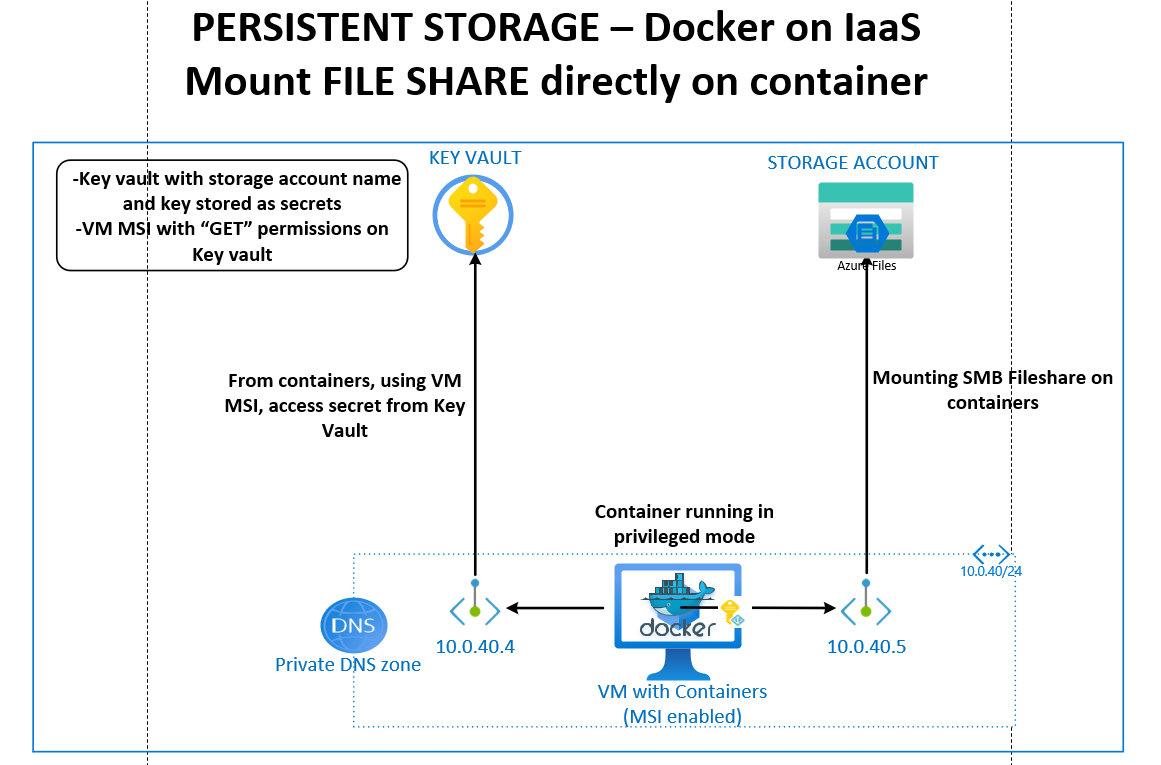 PERSISTENT STORAGE – Docker on IaaS
Mount FILE SHARE directly on container
KEY VAULT
STORAGE ACCOUNT
-Key vault with storage account name
and key stored as secrets
-VM MSI with “GET” permissions on
Key vault
Azure Files
From containers, using VM
MSI, access secret from Key
Vault
Mounting SMB Fileshare on
containers
Container running in
privileged mode
10.0.40/24
DNS
Private DNS zone
10.0.40.4
docker
10.0.40.5
VM with Containers
(MSI enabled)